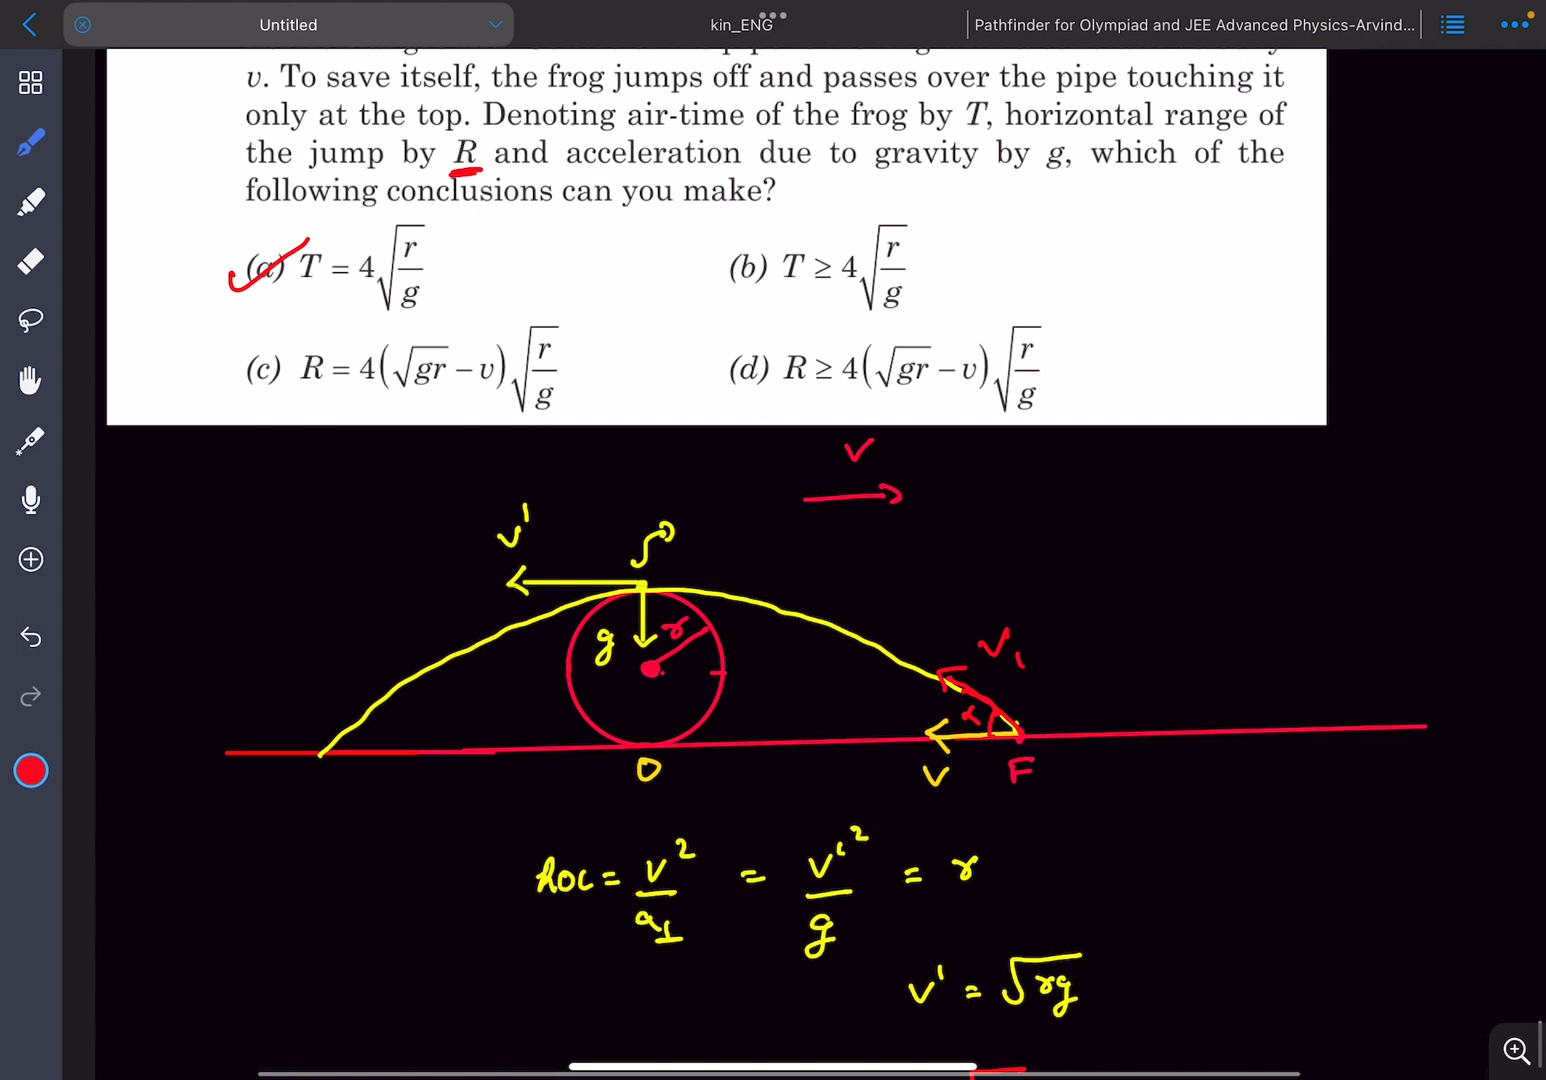 Untitled
kin_ENG
Pathfinder for Olympiad and JEE Advanced Physics-Arvind...
v. To save itself, the frog jumps off and passes over the pipe touching it
only at the top. Denoting air-time of the frog by T, horizontal range of
the jump by R and acceleration due to gravity by g, which of the
following conclusions can you make?
(a) T = 4√(r/g)
(b) T ≥ 4√(r/g)
(c) R = 4(√gr − v)√(r/g)
(d) R ≥ 4(√gr − v)√(r/g)
v
v'
g
r
v₁
α
O
v
F
ROC = v²/a⊥ = v'²/g = r
v' = √rg